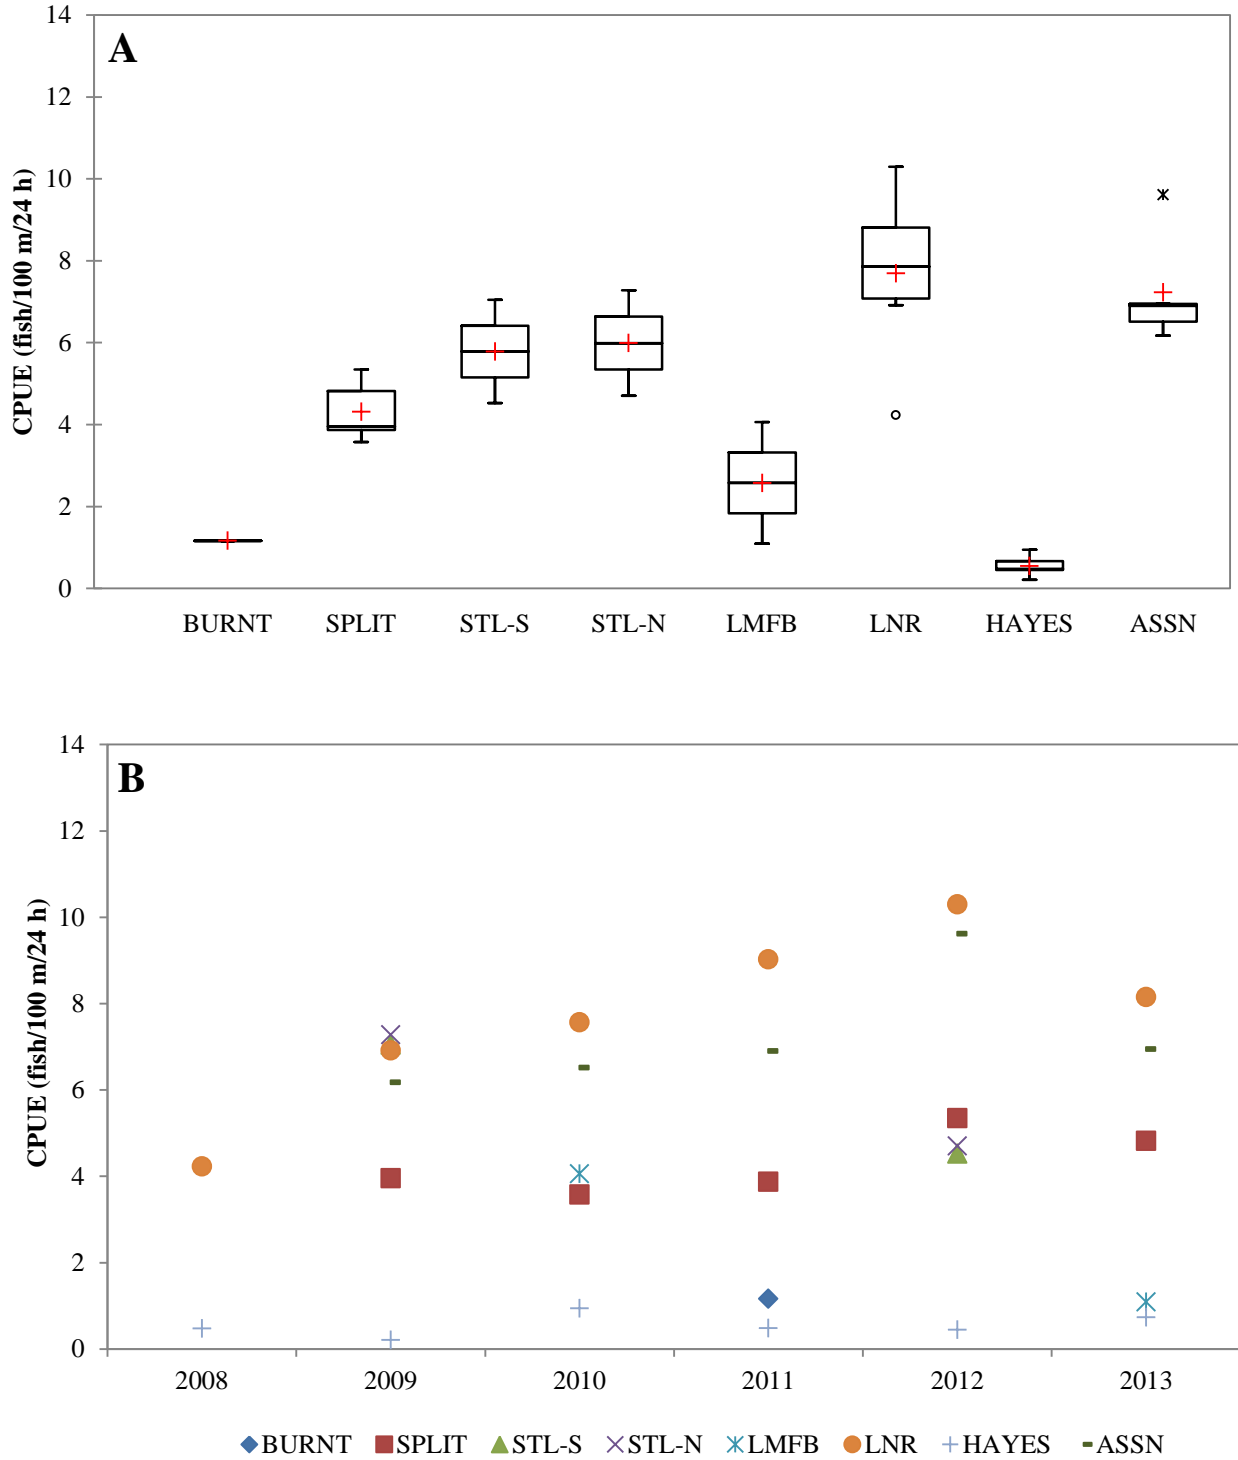 A
14
12
10
8
6
4
2
0
CPUE (fish/100 m/24 h)
BURNT SPLIT STL-S STL-N LMFB LNR HAYES ASSN
B
14
12
10
8
6
4
2
0
CPUE (fish/100 m/24 h)
2008 2009 2010 2011 2012 2013
BURNT SPLIT STL-S STL-N LMFB LNR HAYES ASSN